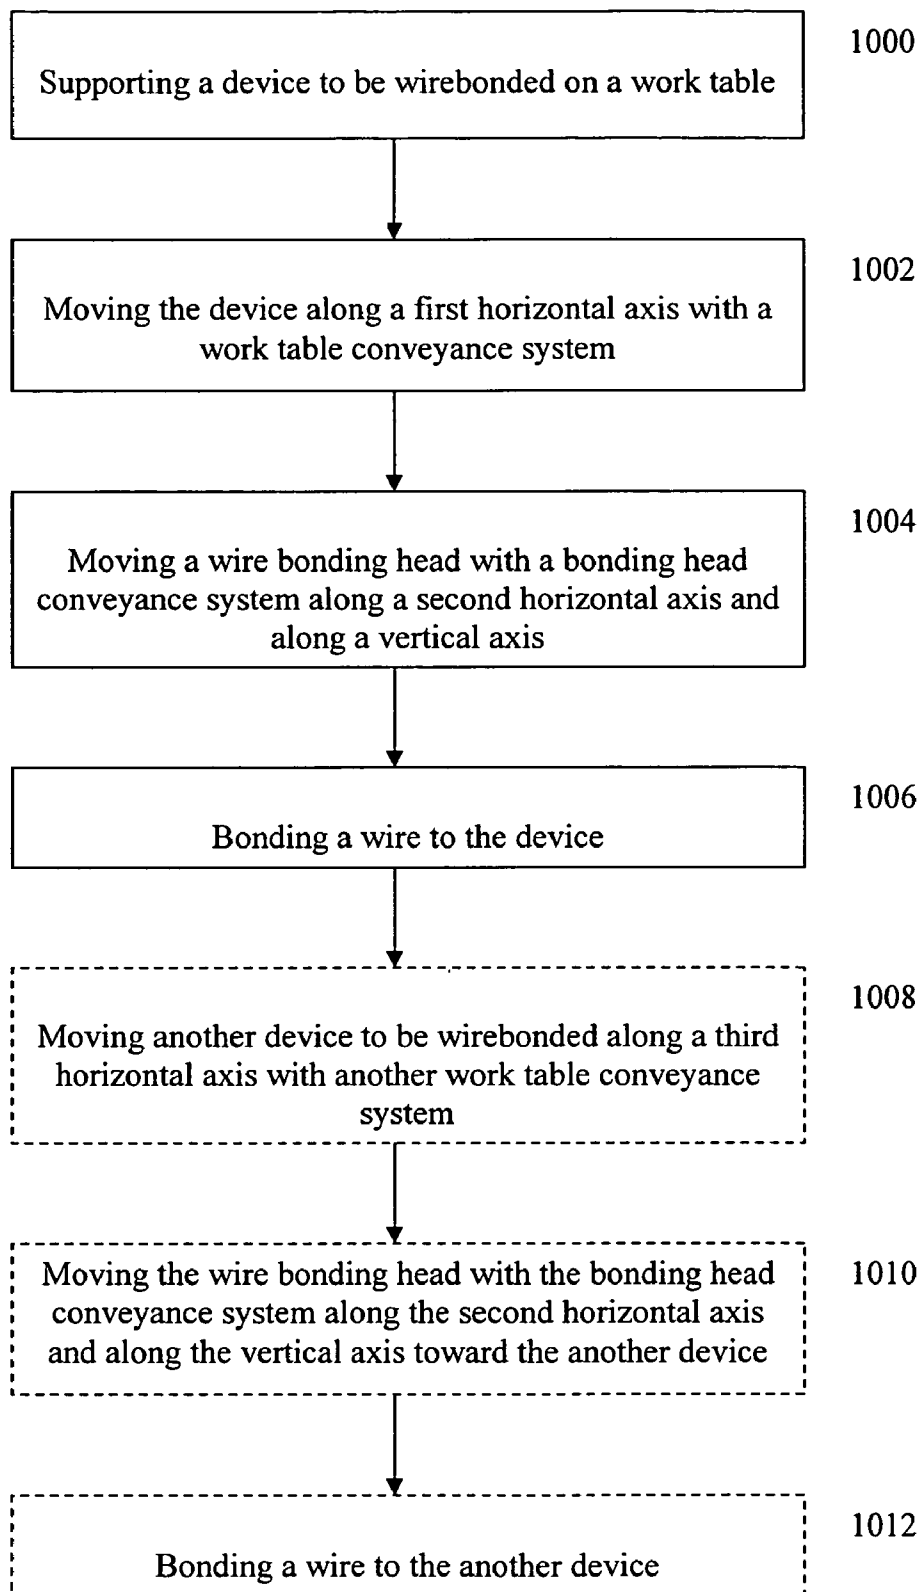 1000
Supporting a device to be wirebonded on a work table
1002
Moving the device along a first horizontal axis with a
work table conveyance system
1004
Moving a wire bonding head with a bonding head
conveyance system along a second horizontal axis and
along a vertical axis
1006
Bonding a wire to the device
1008
Moving another device to be wirebonded along a third
horizontal axis with another work table conveyance
system
1010
Moving the wire bonding head with the bonding head
conveyance system along the second horizontal axis
and along the vertical axis toward the another device
1012
Bonding a wire to the another device